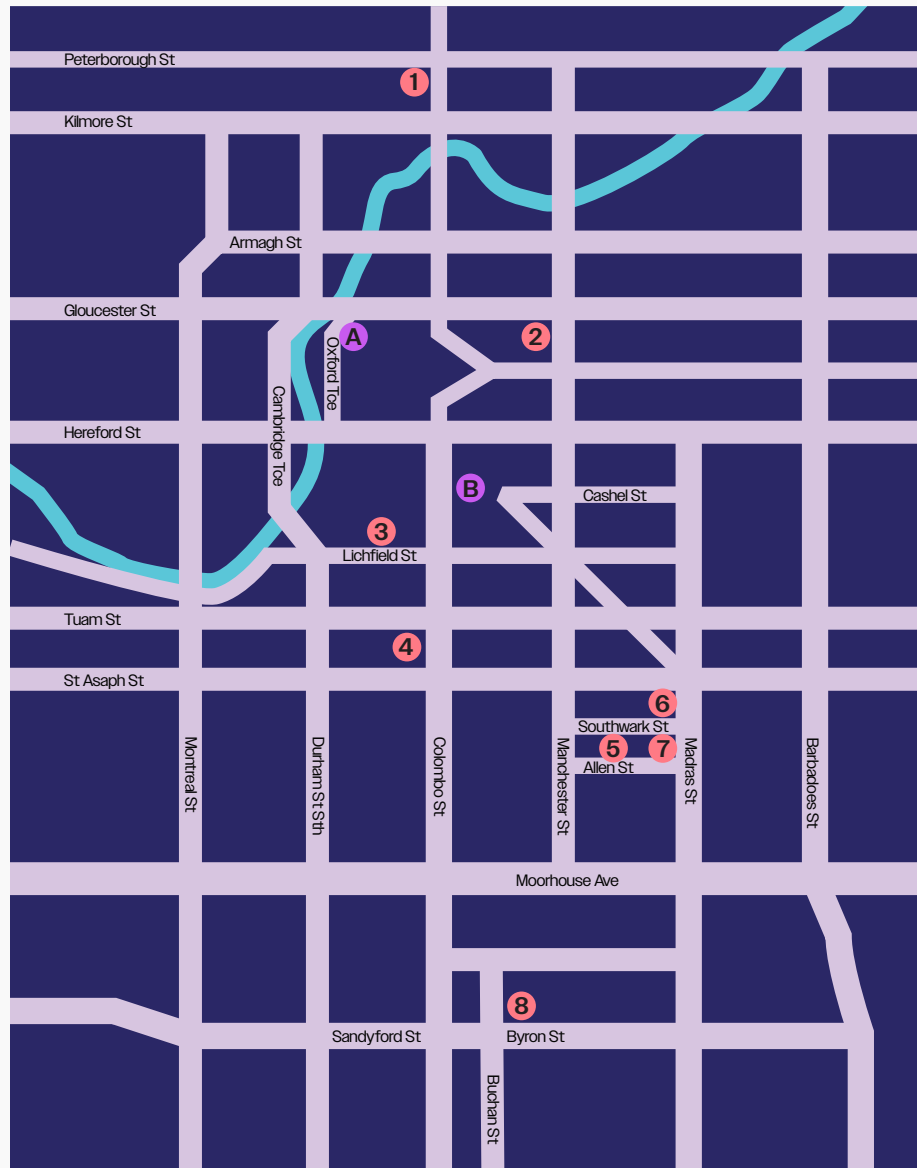 Peterborough St
1
Kilmore St
Armagh St
Gloucester St
A
2
Oxford Tce
Cambridge Tce
Hereford St
B
Cashel St
3
Lichfield St
Tuam St
4
St Asaph St
6
Southwark St
5
7
Allen St
Montreal St
Durham St Sth
Colombo St
Manchester St
Madras St
Barbadoes St
Moorhouse Ave
8
Sandyford St
Byron St
Buchan St